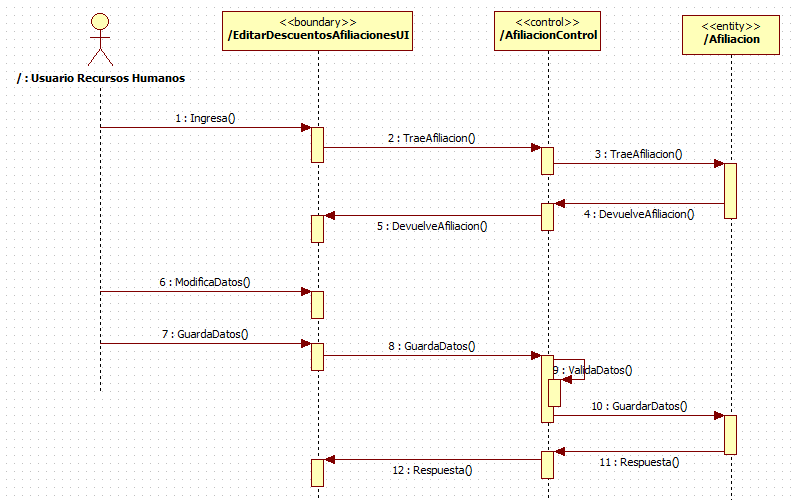 <<boundary>>
/EditarDescuentosAfiliacionesUI
<<control>>
/AfiliacionControl
<<entity>>
/Afiliacion
/ : Usuario Recursos Humanos
1 : Ingresa()
2 : TraeAfiliacion()
3 : TraeAfiliacion()
4 : DevuelveAfiliacion()
5 : DevuelveAfiliacion()
6 : ModificaDatos()
7 : GuardaDatos()
8 : GuardaDatos()
9 : ValidaDatos()
10 : GuardarDatos()
11 : Respuesta()
12 : Respuesta()